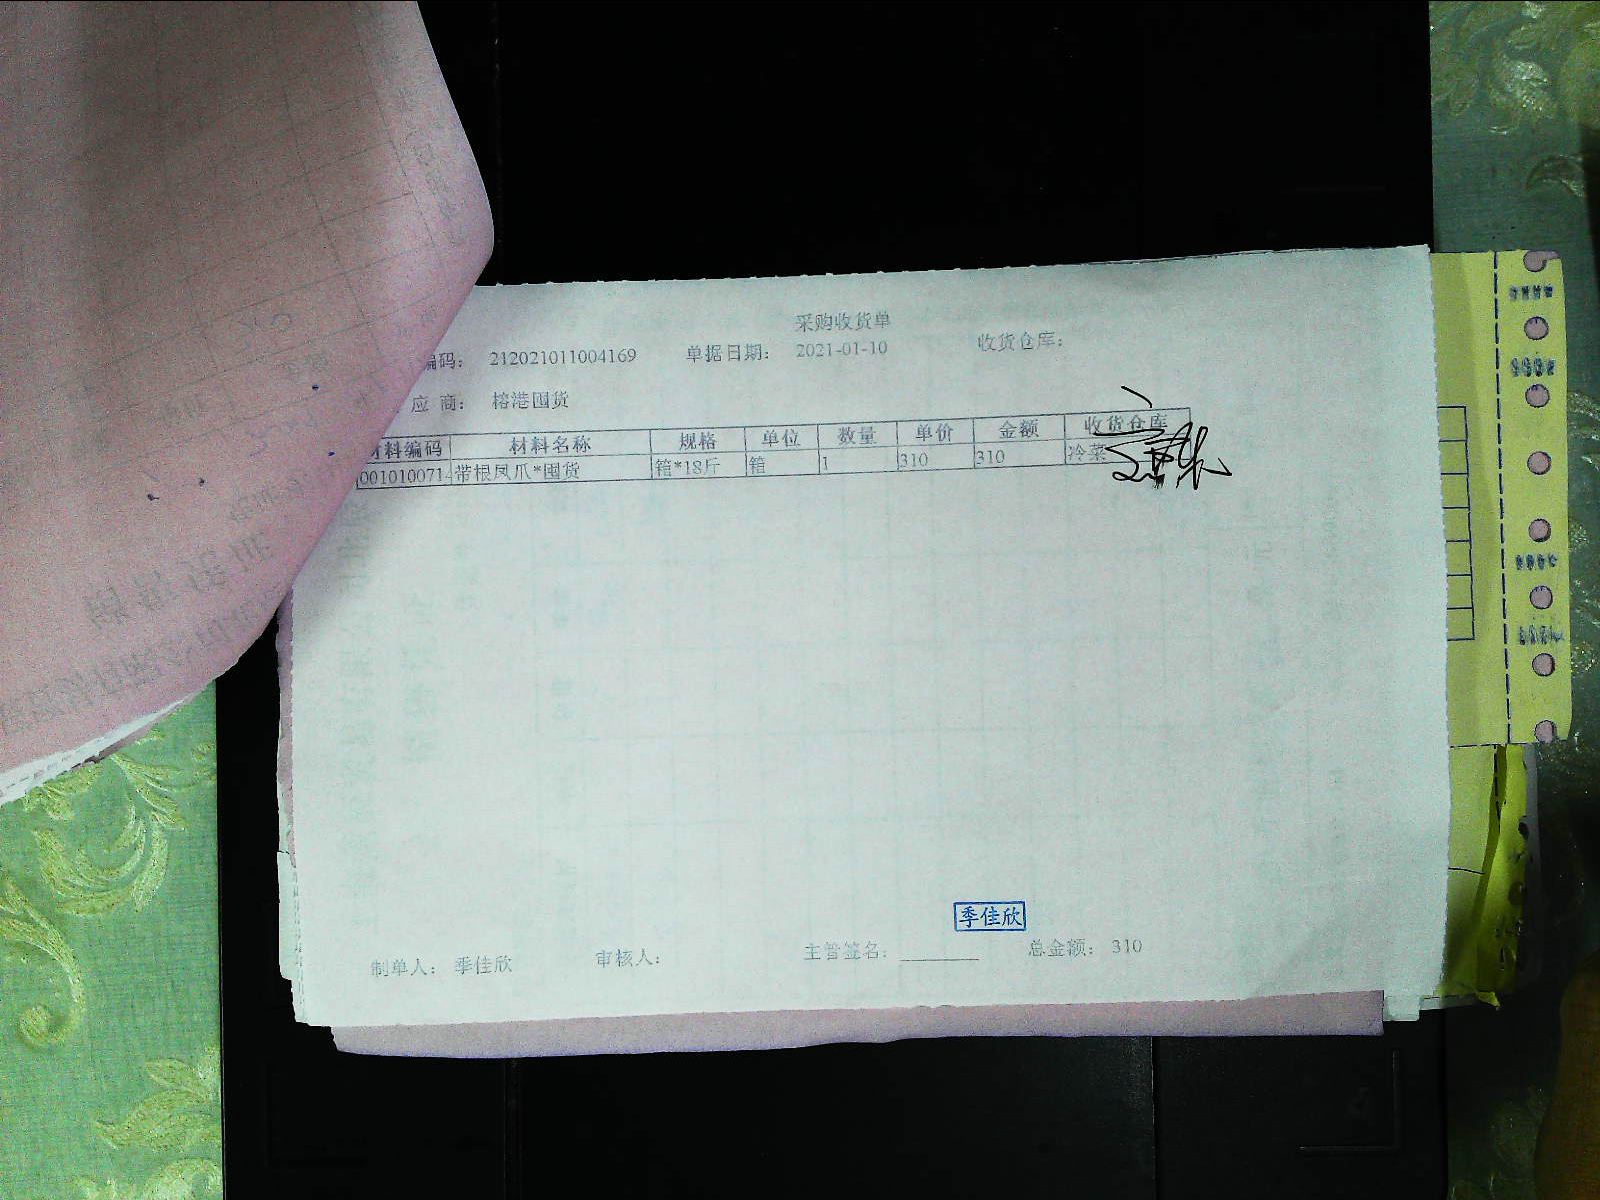 采购收货单
编码： 212021011004169 单据日期： 2021-01-10 收货仓库：
应 商： 榕港囤货
材料编码 材料名称 规格 单位 数量 单价 金额 收货仓库
0010100714 带根凤爪*囤货 箱*18斤 箱 1 310 310 冷菜
季佳欣
制单人： 季佳欣 审核人： 主管签名： 总金额： 310